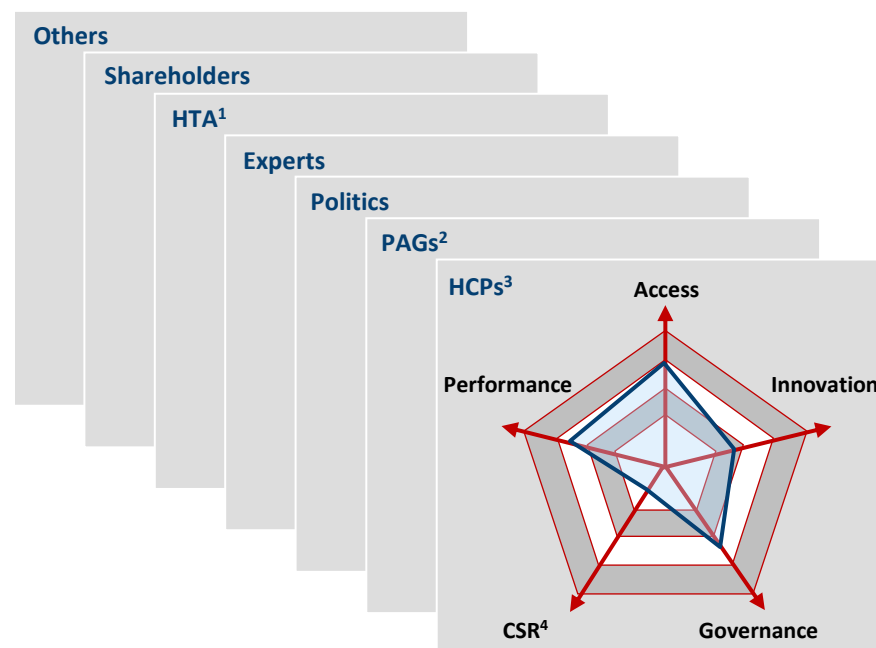 Others
Shareholders
HTA¹
Experts
Politics
PAGs²
HCPs³
Access
Performance
Innovation
CSR⁴
Governance